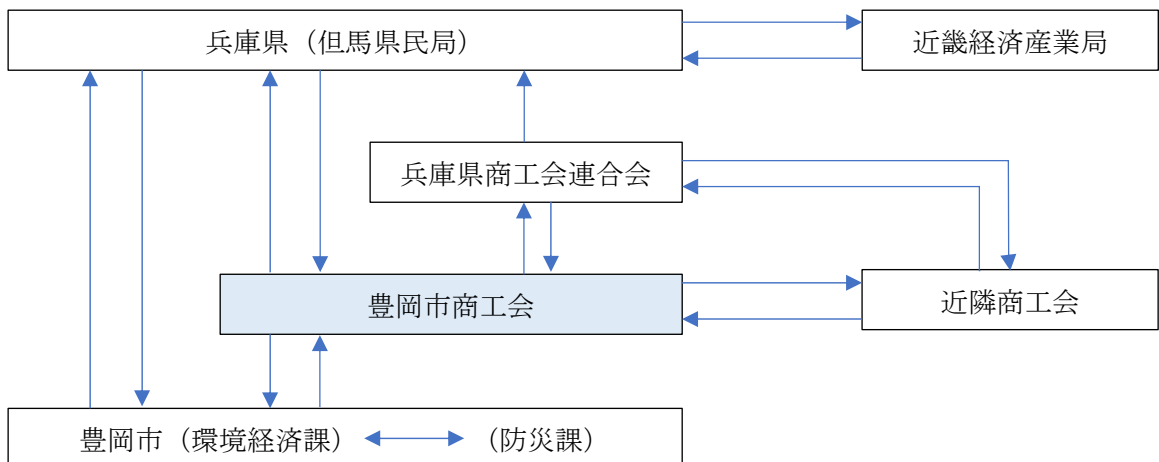 兵庫県（但馬県民局）
近畿経済産業局
兵庫県商工会連合会
豊岡市商工会
近隣商工会
豊岡市（環境経済課） （防災課）